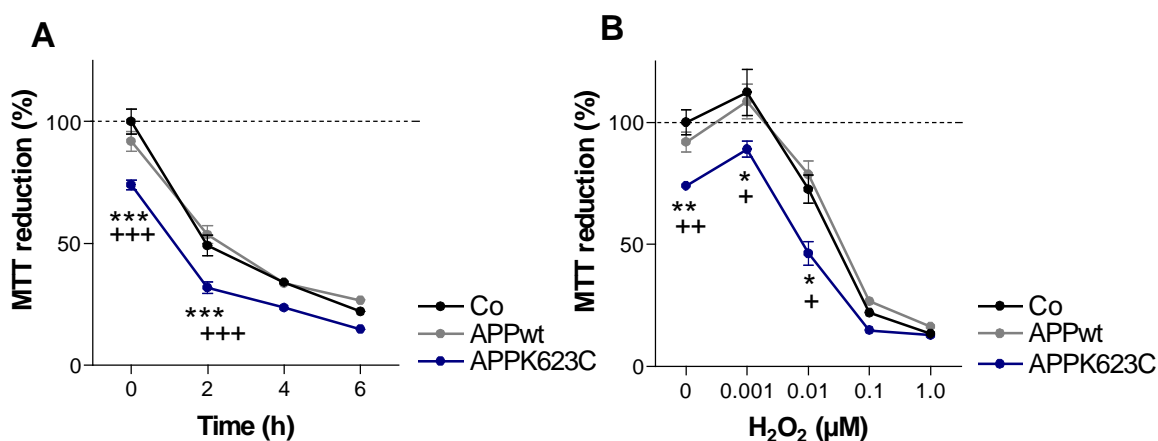 A
MTT reduction (%)
100
50
0
***
+++
***
+++
0 2 4 6
Time (h)
Co
APPwt
APPK623C
B
MTT reduction (%)
100
50
0
**
++
*
+
*
+
0 0.001 0.01 0.1 1.0
H₂O₂ (µM)
Co
APPwt
APPK623C